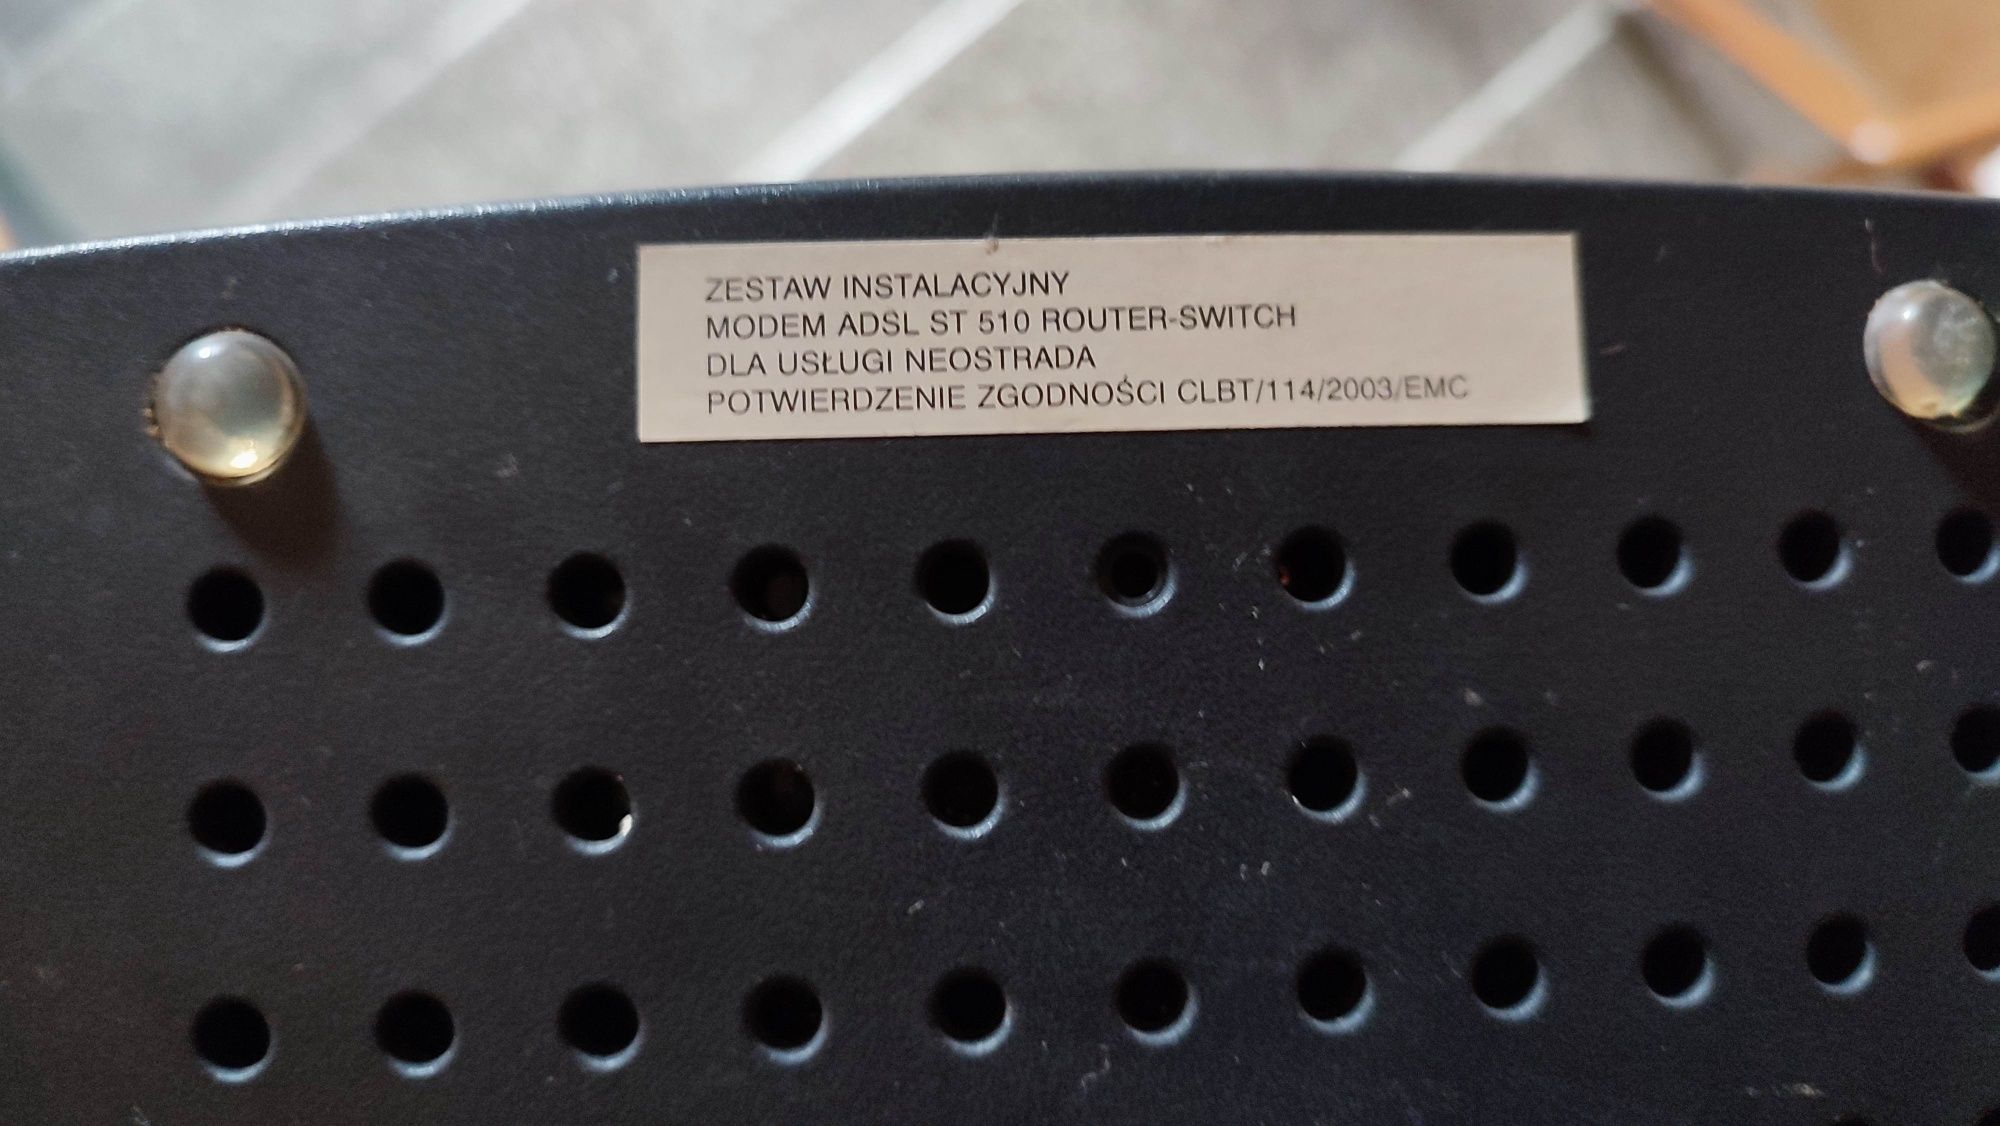 ZESTAW INSTALACYJNY
MODEM ADSL ST 510 ROUTER-SWITCH
DLA USŁUGI NEOSTRADA
POTWIERDZENIE ZGODNOŚCI CLBT/114/2003/EMC